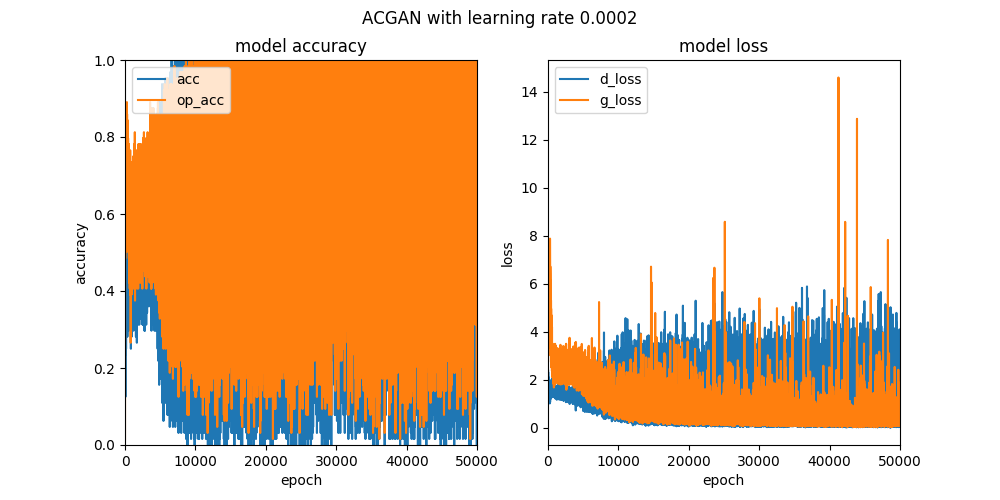 ACGAN with learning rate 0.0002
model accuracy
acc
op_acc
accuracy
1.0
0.8
0.6
0.4
0.2
0.0
0 10000 20000 30000 40000 50000
epoch
model loss
d_loss
g_loss
loss
14
12
10
8
6
4
2
0
0 10000 20000 30000 40000 50000
epoch